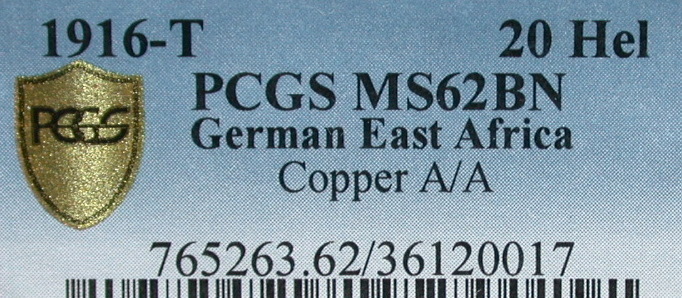 1916-T 20 Hel
PCGS MS62BN
PCGS
German East Africa
Copper A/A
765263.62/36120017